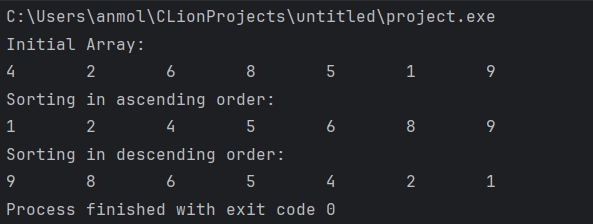 C:\Users\anmol\CLionProjects\untitled\project.exe
Initial Array:
4 2 6 8 5 1 9
Sorting in ascending order:
1 2 4 5 6 8 9
Sorting in descending order:
9 8 6 5 4 2 1
Process finished with exit code 0